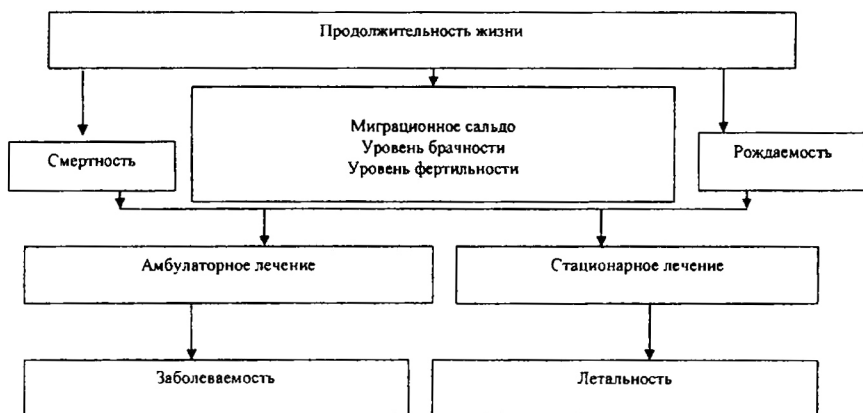 Продолжительность жизни
Миграционное сальдо
Уровень брачности
Уровень фертильности
Смертность
Рождаемость
Амбулаторное лечение
Стационарное лечение
Заболеваемость
Летальность